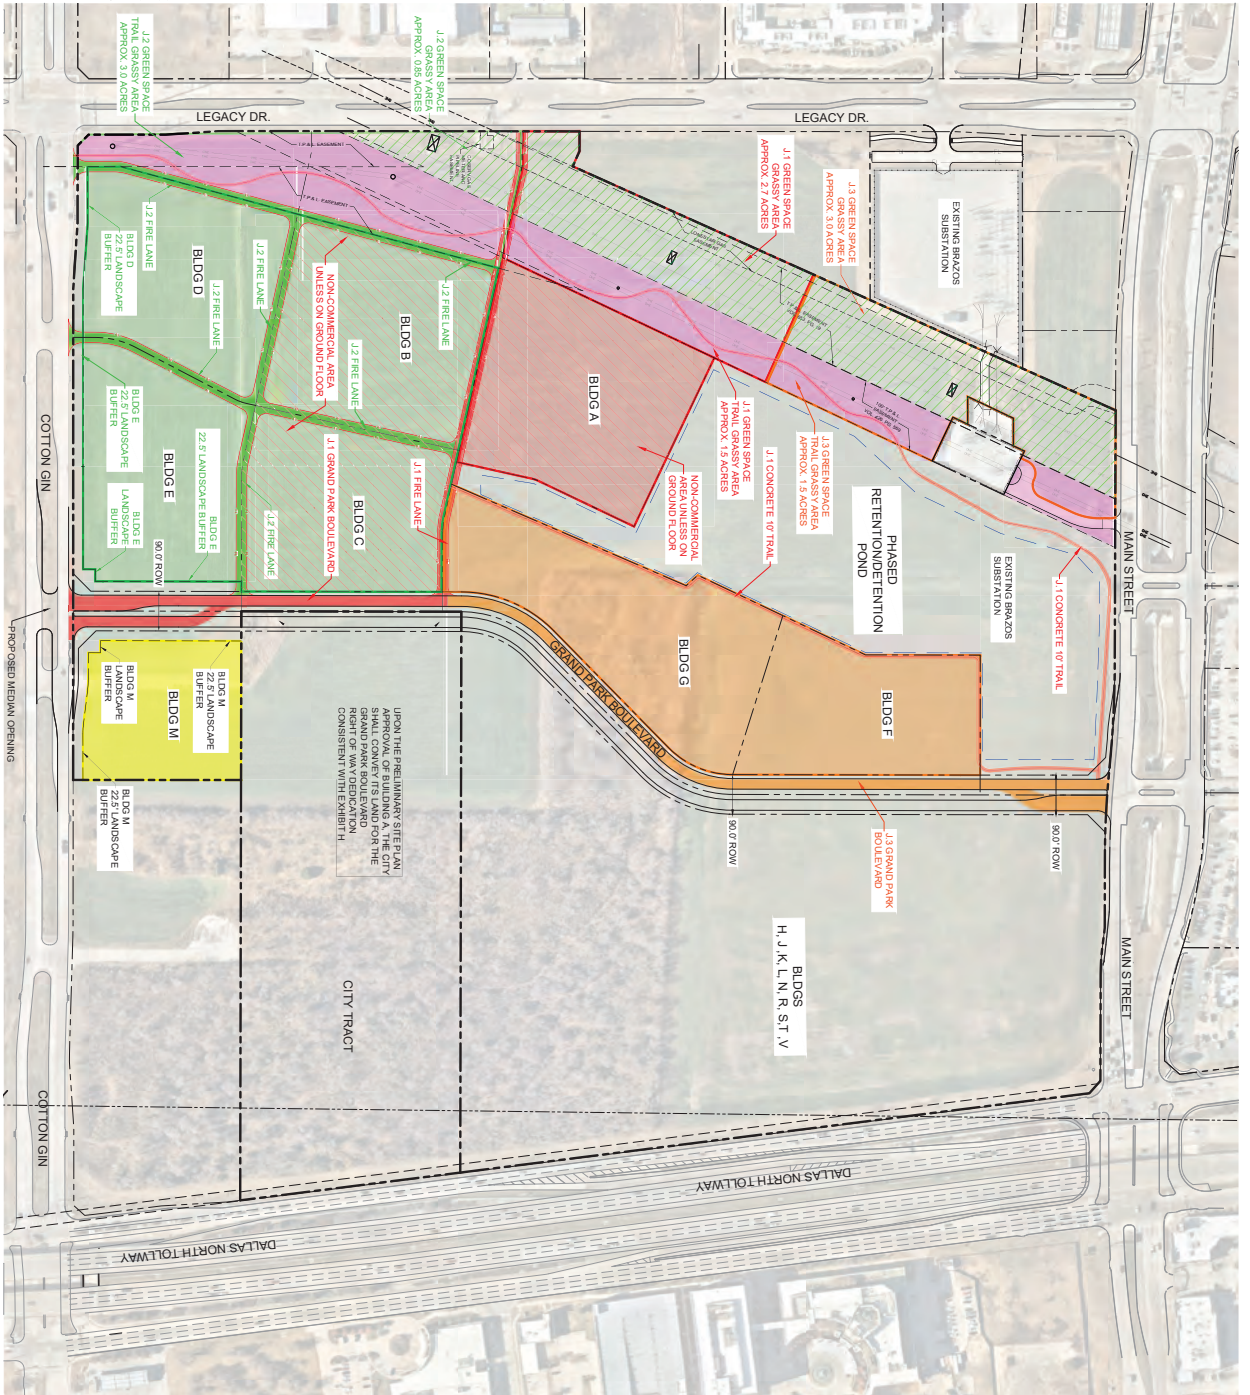 J.2 GREEN SPACE
TRAIL GRASSY AREA
APPROX. 3.0 ACRES
J.2 GREEN SPACE
GRASSY AREA
APPROX. 0.85 ACRES
LEGACY DR.
LEGACY DR.
T.P.& L. EASEMENT
T.P.& L. EASEMENT
J.1 GREEN SPACE
GRASSY AREA
APPROX. 2.7 ACRES
J.3 GREEN SPACE
GRASSY AREA
APPROX. 3.0 ACRES
EXISTING BRAZOS
SUBSTATION
J.2 FIRE LANE
BLDG D
22.5' LANDSCAPE
BUFFER
BLDG D
J.2 FIRE LANE
J.2 FIRE LANE
NON-COMMERCIAL AREA
UNLESS ON GROUND FLOOR
BLDG B
J.2 FIRE LANE
J.2 FIRE LANE
BLDG A
J.1 GREEN SPACE
TRAIL GRASSY AREA
APPROX. 1.5 ACRES
J.3 GREEN SPACE
TRAIL GRASSY AREA
APPROX. 1.5 ACRES
J.1 CONCRETE 10' TRAIL
NON-COMMERCIAL
AREA UNLESS ON
GROUND FLOOR
PHASED
RETENTION/DETENTION
POND
EXISTING BRAZOS
SUBSTATION
J.1 CONCRETE 10' TRAIL
MAIN STREET
COTTON GIN
BLDG E
22.5' LANDSCAPE
BUFFER
BLDG E
22.5' LANDSCAPE BUFFER
BLDG E
BLDG E
LANDSCAPE
BUFFER
J.2 FIRE LANE
J.1 GRAND PARK BOULEVARD
BLDG C
J.1 FIRE LANE
90.0' ROW
PROPOSED MEDIAN OPENING
BLDG M
LANDSCAPE
BUFFER
BLDG M
BLDG M
22.5' LANDSCAPE
BUFFER
BLDG M
22.5' LANDSCAPE
BUFFER
GRAND PARK BOULEVARD
BLDG G
BLDG F
UPON THE PRELIMINARY SITE PLAN
APPROVAL OF BUILDING A, THE CITY
SHALL CONVEY ITS LAND FOR THE
GRAND PARK BOULEVARD
RIGHT OF WAY DEDICATION
CONSISTENT WITH EXHIBIT H
90.0' ROW
J.3 GRAND PARK
BOULEVARD
90.0' ROW
BLDGS
H, J ,K, L, N, R, S,T ,V
MAIN STREET
CITY TRACT
COTTON GIN
DALLAS NORTH TOLLWAY
DALLAS NORTH TOLLWAY